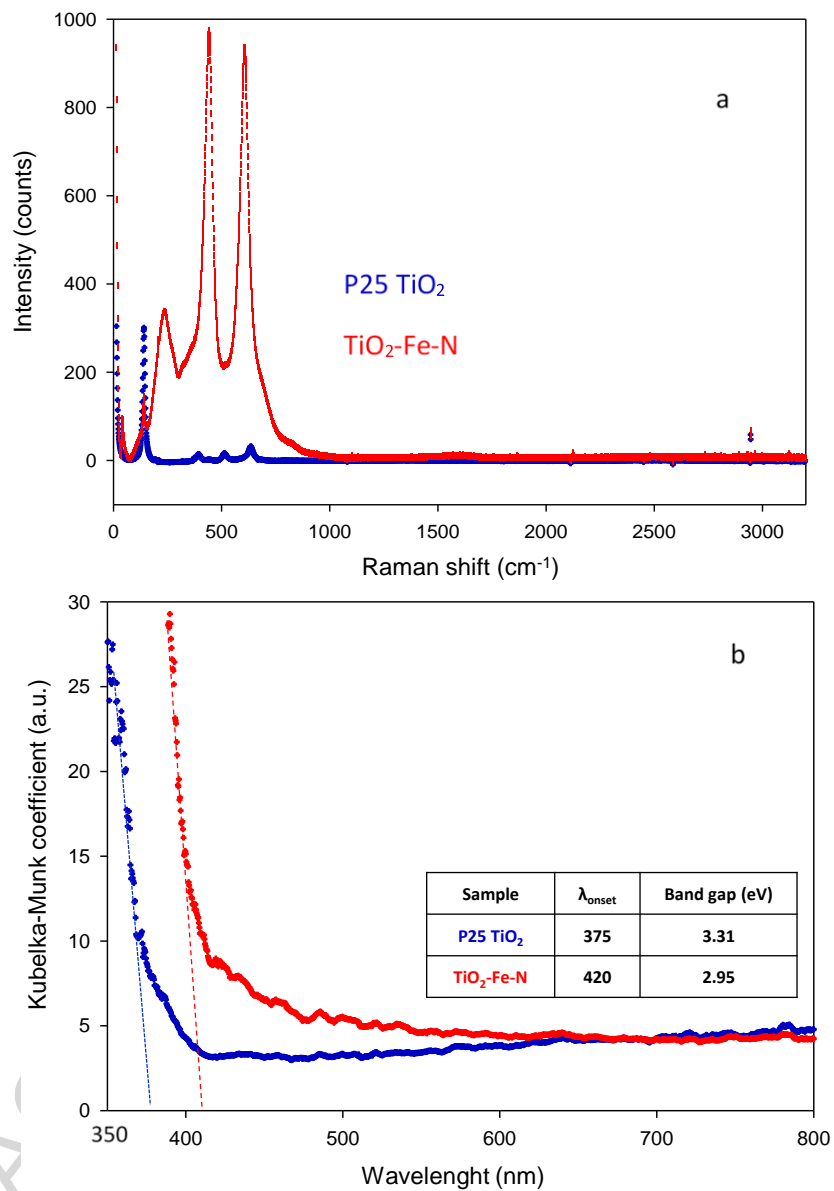 1000
800
600
400
200
0
Intensity (counts)
a
P25 TiO₂
TiO₂-Fe-N
0 500 1000 1500 2000 2500 3000
Raman shift (cm⁻¹)
30
25
20
15
10
5
0
Kubelka-Munk coefficient (a.u.)
b
Sample λonset Band gap (eV)
P25 TiO₂ 375 3.31
TiO₂-Fe-N 420 2.95
350 400 500 600 700 800
Wavelenght (nm)